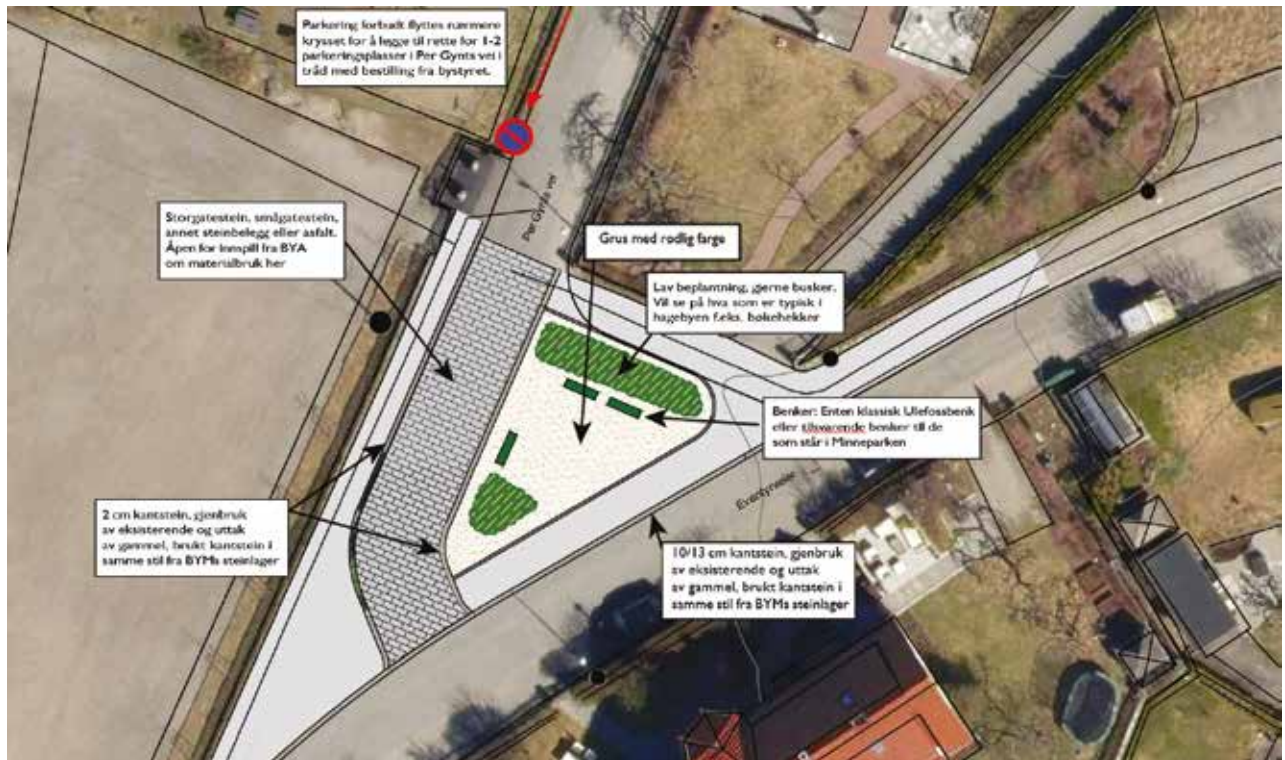 Parkering forbudt flyttes nærmere
krysset for å legge til rette for 1-2
parkeringsplasser i Per Gynts vei i
tråd med bestilling fra bystyret.
Per Gynts vei
Storgatestein, smågatestein,
annet steinbelegg eller asfalt.
Åpen for innspill fra BYA
om materialbruk her
Grus med rødlig farge
Lav beplantning, gjerne busker.
Vil se på hva som er typisk i
hagebyen f.eks. bøkehekker
Benker: Enten klassisk Ulefossbenk
eller tilsvarende benker til de
som står i Minneparken
Eventyrveien
2 cm kantstein, gjenbruk
av eksisterende og uttak
av gammel, brukt kantstein i
samme stil fra BYMs steinlager
10/13 cm kantstein, gjenbruk
av eksisterende og uttak
av gammel, brukt kantstein i
samme stil fra BYMs steinlager